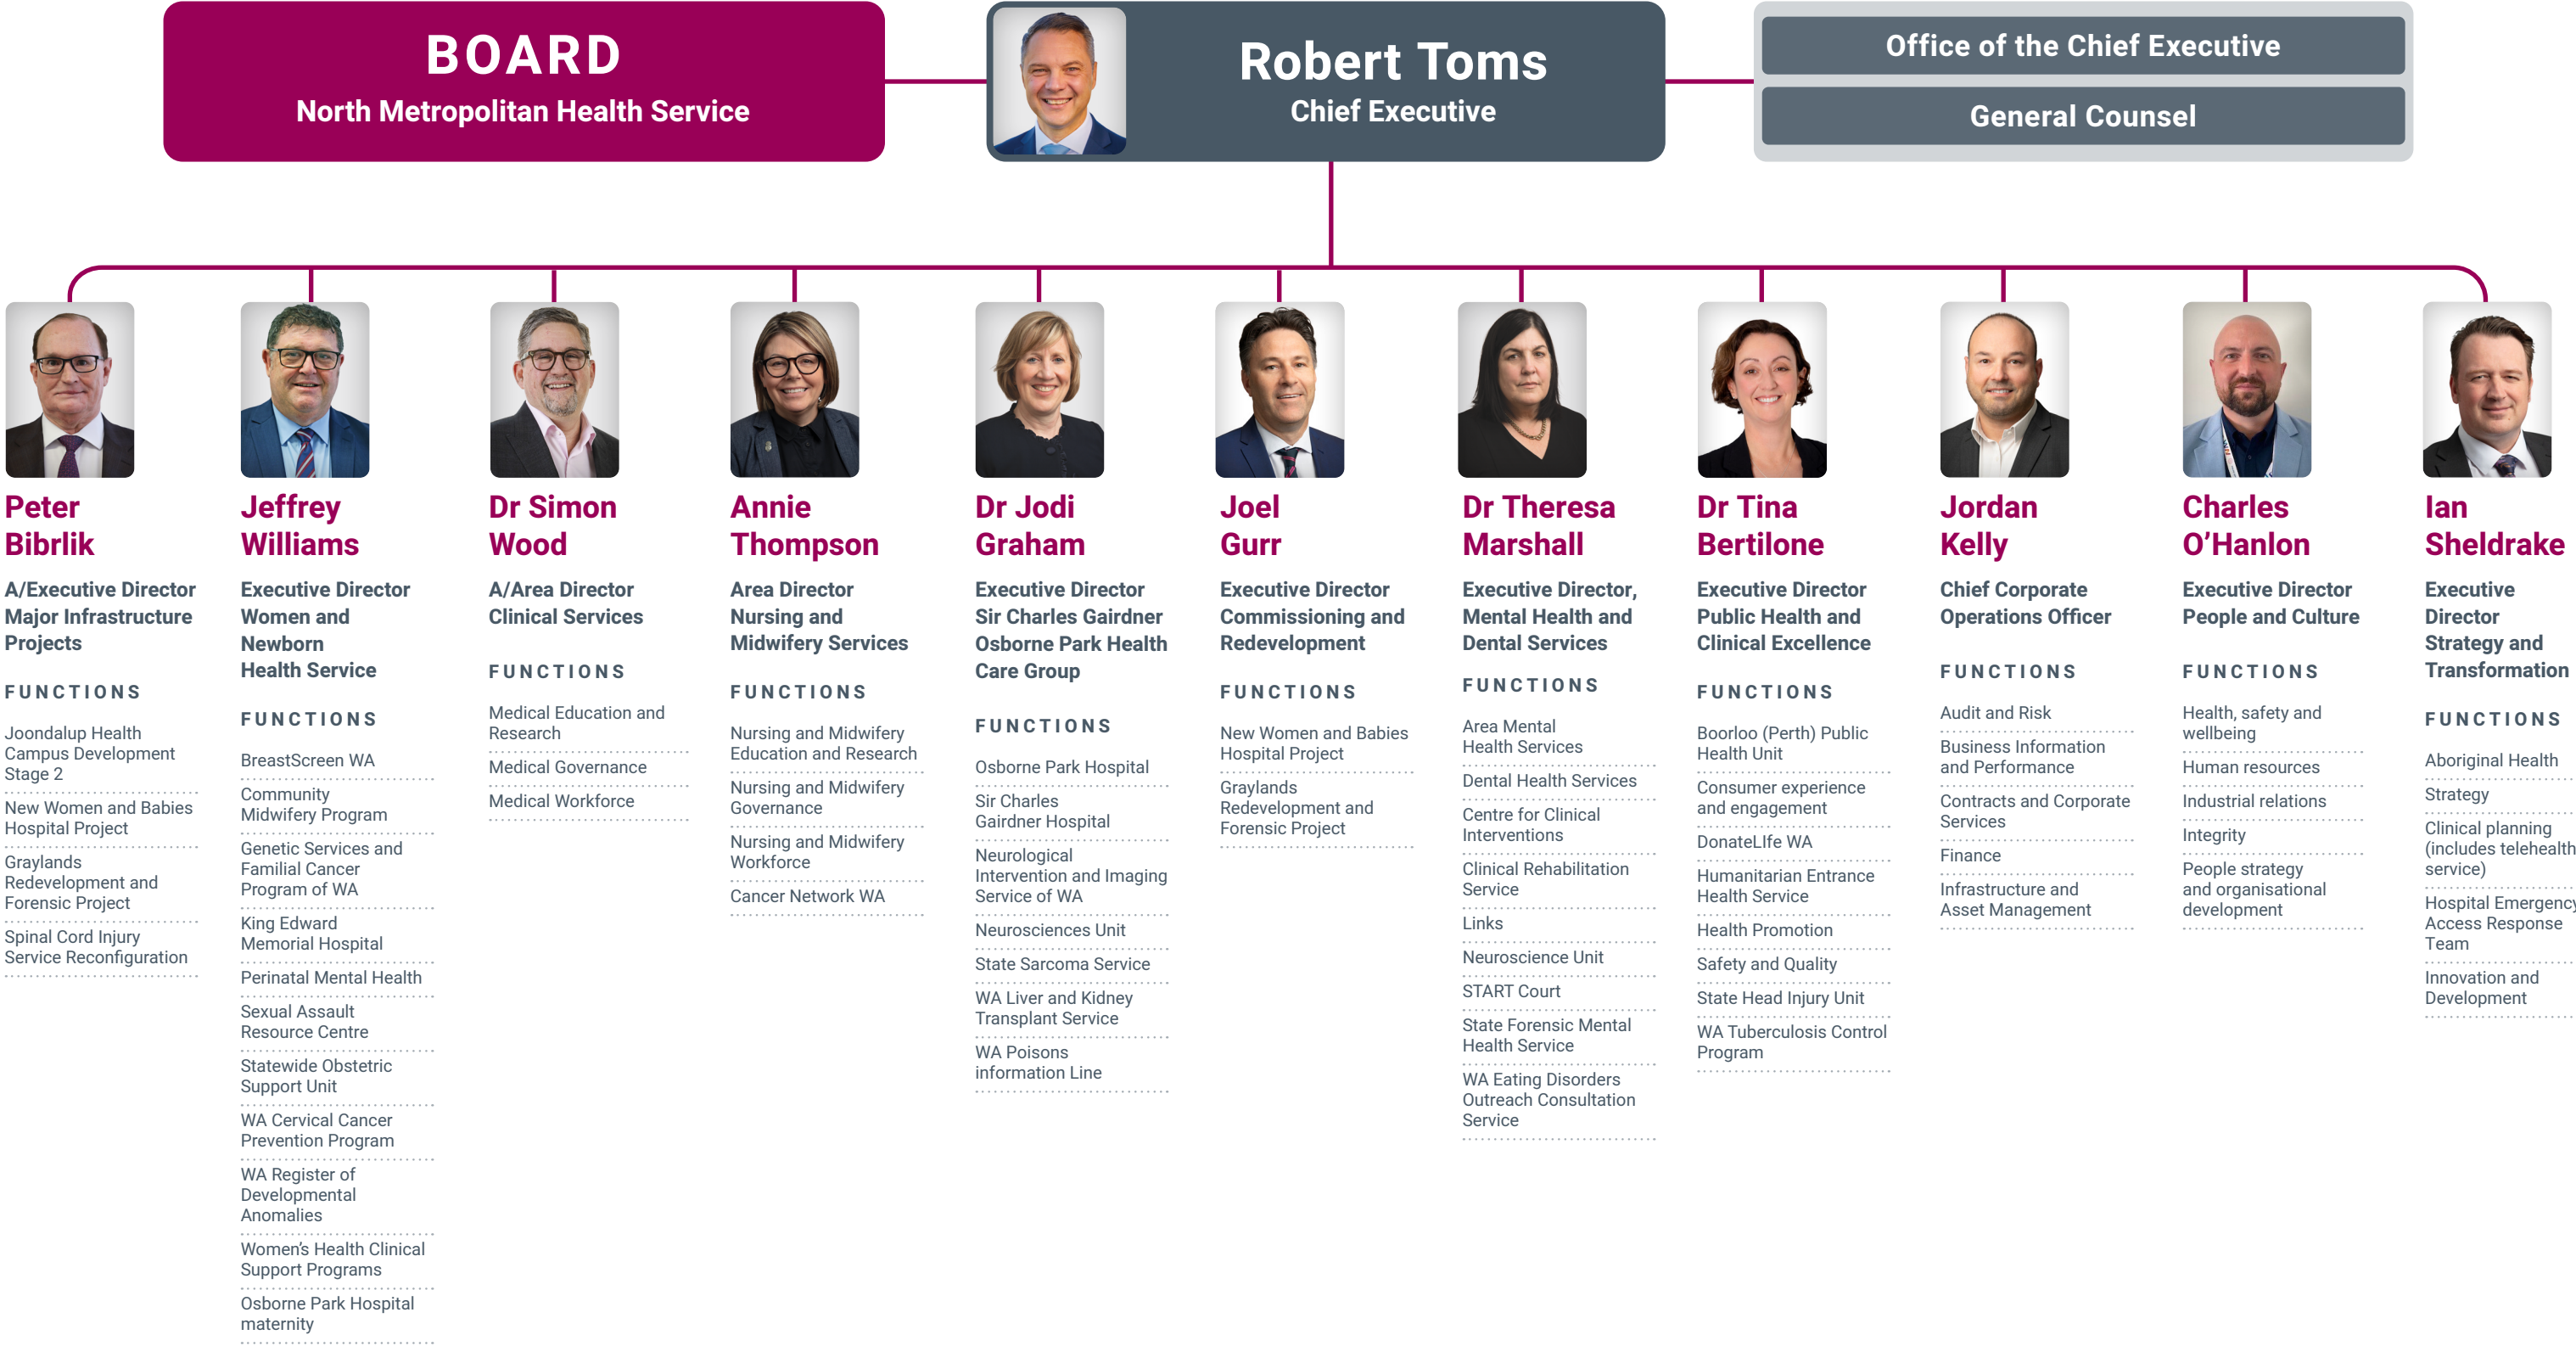 BOARD
North Metropolitan Health Service
Robert Toms
Chief Executive
Office of the Chief Executive
General Counsel
Peter
Bibrlik
A/Executive Director
Major Infrastructure
Projects
FUNCTIONS
Joondalup Health
Campus Development
Stage 2
New Women and Babies
Hospital Project
Graylands
Redevelopment and
Forensic Project
Spinal Cord Injury
Service Reconfiguration
Jeffrey
Williams
Executive Director
Women and
Newborn
Health Service
FUNCTIONS
BreastScreen WA
Community
Midwifery Program
Genetic Services and
Familial Cancer
Program of WA
King Edward
Memorial Hospital
Perinatal Mental Health
Sexual Assault
Resource Centre
Statewide Obstetric
Support Unit
WA Cervical Cancer
Prevention Program
WA Register of
Developmental
Anomalies
Women’s Health Clinical
Support Programs
Osborne Park Hospital
maternity
Dr Simon
Wood
A/Area Director
Clinical Services
FUNCTIONS
Medical Education and
Research
Medical Governance
Medical Workforce
Annie
Thompson
Area Director
Nursing and
Midwifery Services
FUNCTIONS
Nursing and Midwifery
Education and Research
Nursing and Midwifery
Governance
Nursing and Midwifery
Workforce
Cancer Network WA
Dr Jodi
Graham
Executive Director
Sir Charles Gairdner
Osborne Park Health
Care Group
FUNCTIONS
Osborne Park Hospital
Sir Charles
Gairdner Hospital
Neurological
Intervention and Imaging
Service of WA
Neurosciences Unit
State Sarcoma Service
WA Liver and Kidney
Transplant Service
WA Poisons
information Line
Joel
Gurr
Executive Director
Commissioning and
Redevelopment
FUNCTIONS
New Women and Babies
Hospital Project
Graylands
Redevelopment and
Forensic Project
Dr Theresa
Marshall
Executive Director,
Mental Health and
Dental Services
FUNCTIONS
Area Mental
Health Services
Dental Health Services
Centre for Clinical
Interventions
Clinical Rehabilitation
Service
Links
Neuroscience Unit
START Court
State Forensic Mental
Health Service
WA Eating Disorders
Outreach Consultation
Service
Dr Tina
Bertilone
Executive Director
Public Health and
Clinical Excellence
FUNCTIONS
Boorloo (Perth) Public
Health Unit
Consumer experience
and engagement
DonateLIfe WA
Humanitarian Entrance
Health Service
Health Promotion
Safety and Quality
State Head Injury Unit
WA Tuberculosis Control
Program
Jordan
Kelly
Chief Corporate
Operations Officer
FUNCTIONS
Audit and Risk
Business Information
and Performance
Contracts and Corporate
Services
Finance
Infrastructure and
Asset Management
Charles
O’Hanlon
Executive Director
People and Culture
FUNCTIONS
Health, safety and
wellbeing
Human resources
Industrial relations
Integrity
People strategy
and organisational
development
Ian
Sheldrake
Executive
Director
Strategy and
Transformation
FUNCTIONS
Aboriginal Health
Strategy
Clinical planning
(includes telehealth
service)
Hospital Emergency
Access Response
Team
Innovation and
Development